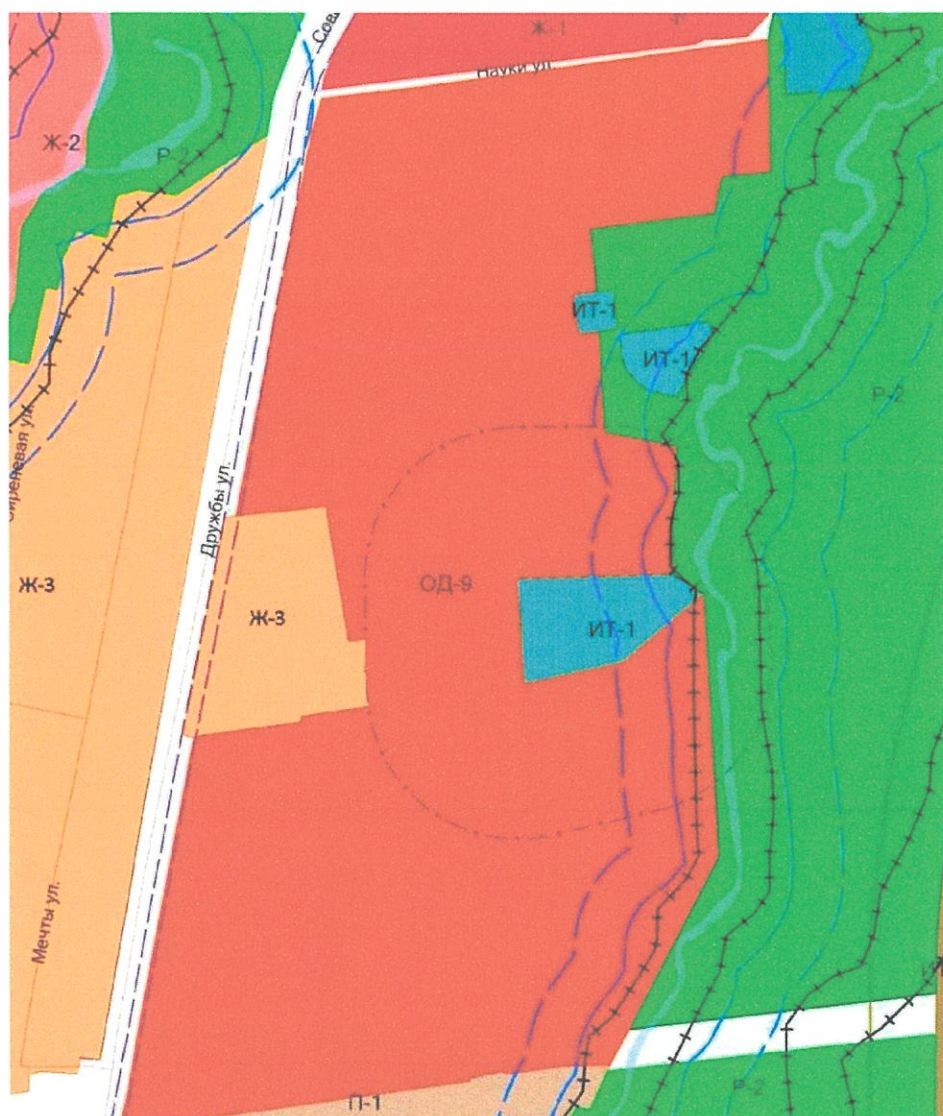 Сов
Ж-1
Науки ул.
Ж-2
Р-2
ИТ-1
ИТ-1
Р-2
Сиреневая ул.
Дружбы ул.
Ж-3
Ж-3
ОД-9
ИТ-1
Мечты ул.
П-1
Р-2